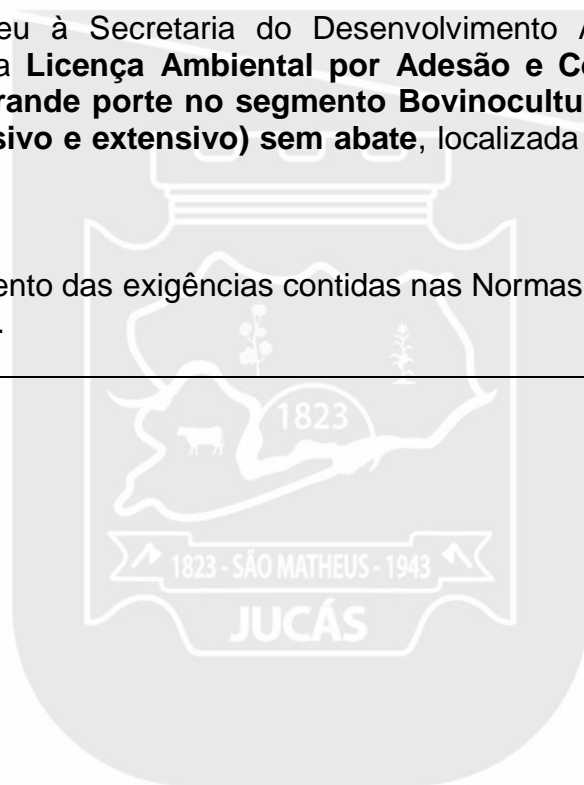 eu à Secretaria do Desenvolvimento A
a Licença Ambiental por Adesão e Co
rande porte no segmento Bovinocultu
sivo e extensivo) sem abate, localizada
ento das exigências contidas nas Normas
.
1823
1823 - SÃO MATHEUS - 1943
JUCÁS